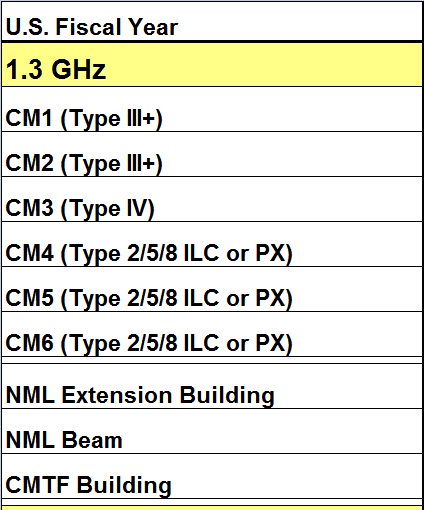 U.S. Fiscal Year
1.3 GHz
CM1 (Type III+)
CM2 (Type III+)
CM3 (Type IV)
CM4 (Type 2/5/8 ILC or PX)
CM5 (Type 2/5/8 ILC or PX)
CM6 (Type 2/5/8 ILC or PX)
NML Extension Building
NML Beam
CMTF Building